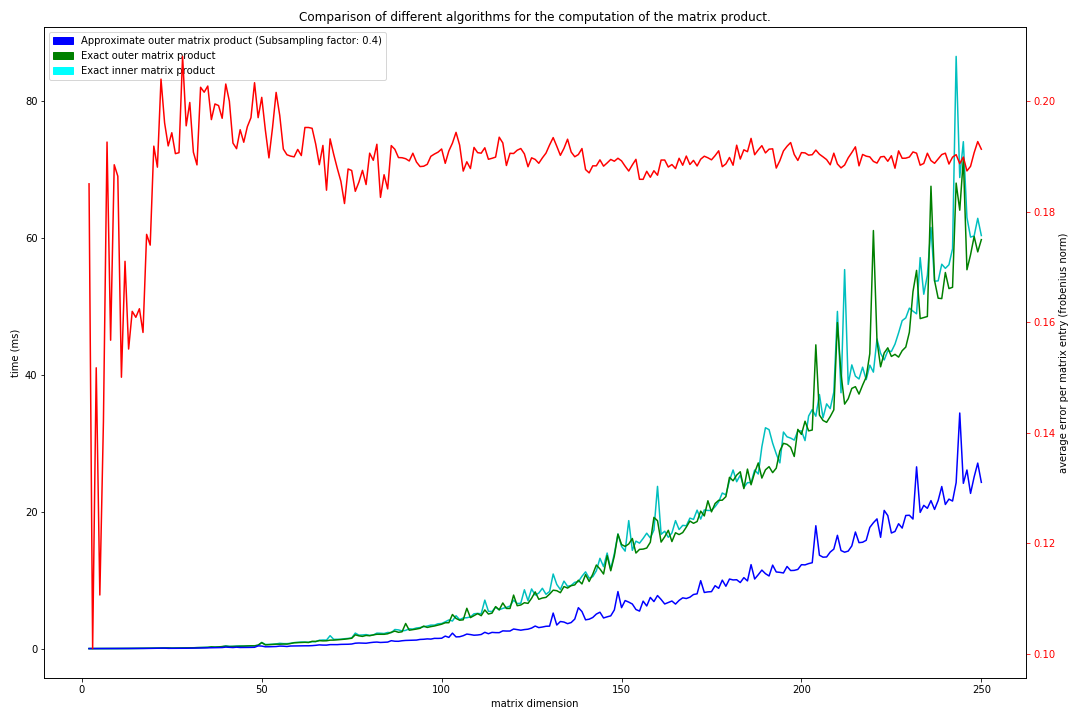 Comparison of different algorithms for the computation of the matrix product.
Approximate outer matrix product (Subsampling factor: 0.4)
Exact outer matrix product
Exact inner matrix product
time (ms)
80
60
40
20
0
0
50
100
150
200
250
matrix dimension
0.20
0.18
0.16
0.14
0.12
0.10
average error per matrix entry (frobenius norm)